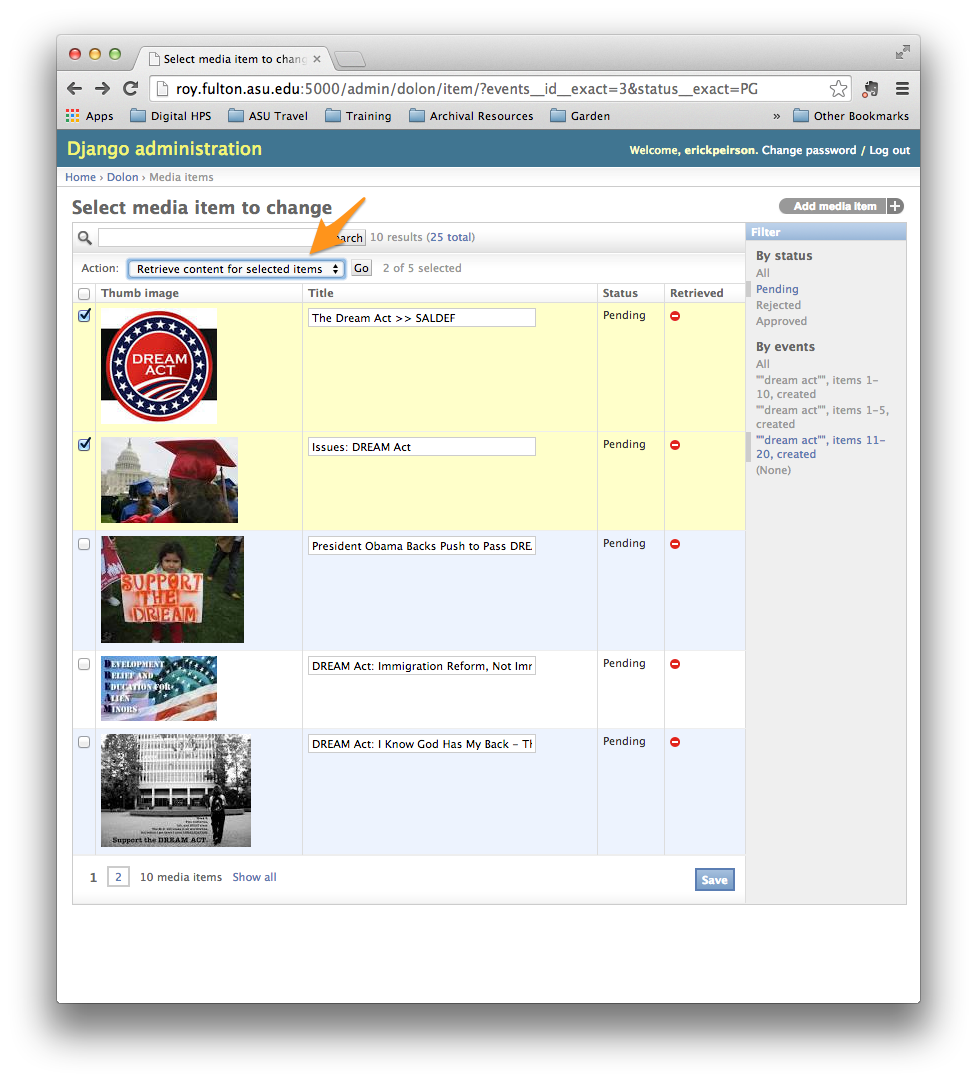 Select media item to chang
roy.fulton.asu.edu:5000/admin/dolon/item/?events__id__exact=3&status__exact=PG
Apps Digital HPS ASU Travel Training Archival Resources Garden » Other Bookmarks
Django administration
Welcome, erickpeirson. Change password / Log out
Home › Dolon › Media items
Select media item to change
Add media item +
arch 10 results (25 total)
Action: Retrieve content for selected items Go 2 of 5 selected
Thumb image Title Status Retrieved
The Dream Act >> SALDEF Pending
DREAM
ACT
Issues: DREAM Act Pending
President Obama Backs Push to Pass DRE
Pending
SUPPORT
THE
DREAM
DREAM Act: Immigration Reform, Not Imr
Pending
DEVELOPMENT
RELIEF AND
EDUCATION FOR
ALIEN
MINORS
DREAM Act: I Know God Has My Back – Th
Pending
Support the DREAM ACT.
1 2 10 media items Show all
Save
Filter
By status
All
Pending
Rejected
Approved
By events
All
""dream act"", items 1-
10, created
""dream act"", items 1-5,
created
""dream act"", items 11-
20, created
(None)